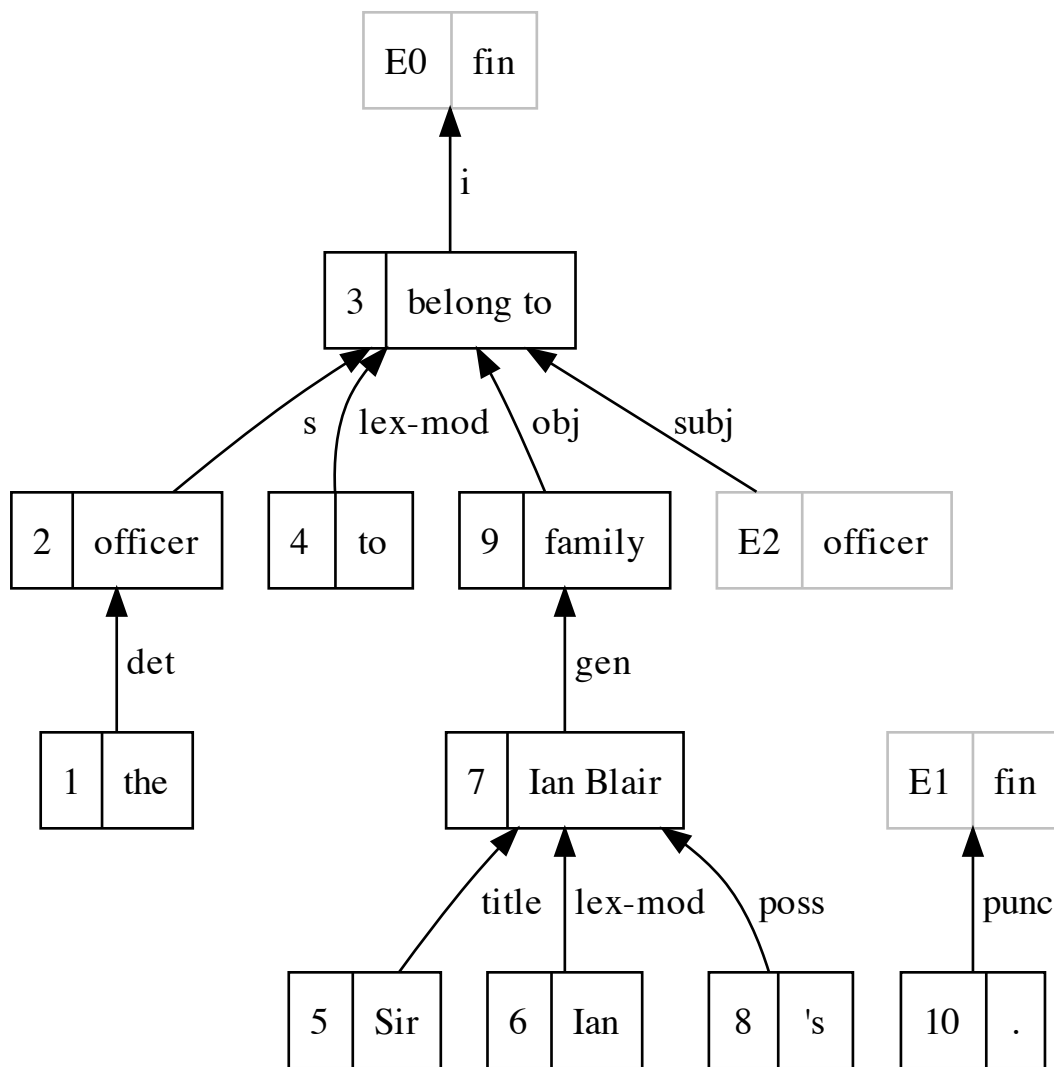 E0 fin
i
3 belong to
s lex-mod obj subj
2 officer 4 to 9 family E2 officer
det gen
1 the 7 Ian Blair E1 fin
title lex-mod poss punc
5 Sir 6 Ian 8 's 10 .